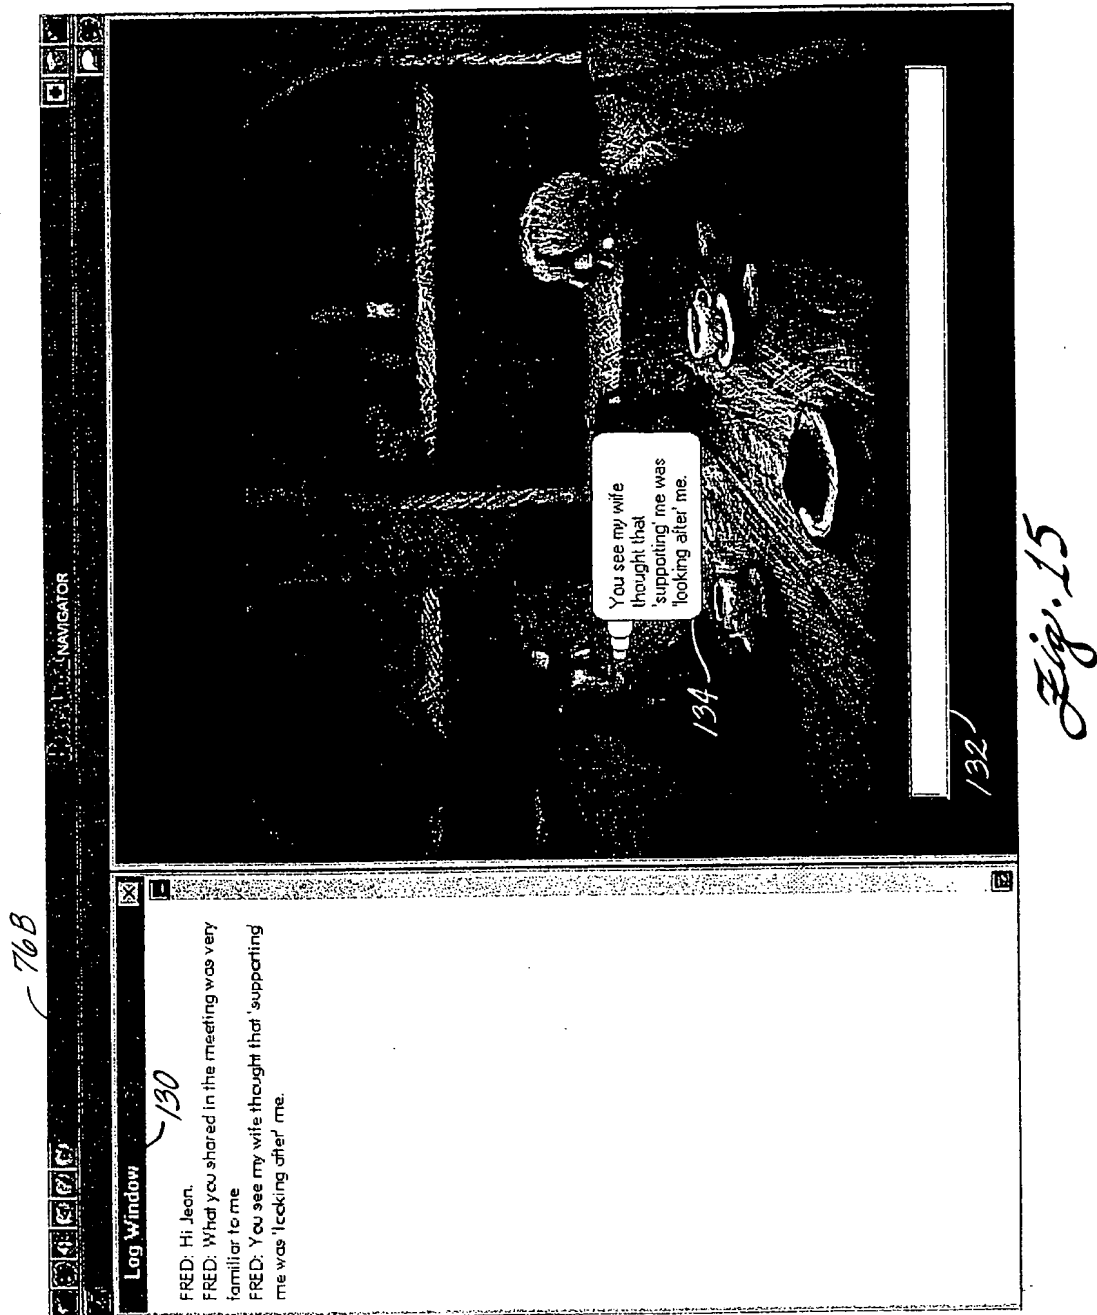 76B
NAVIGATOR
Log Window
130
FRED: Hi Jean.
FRED: What you shared in the meeting was very
familiar to me
FRED: You see my wife thought that 'supporting
me was 'looking after' me.
You see my wife
thought that
'supporting' me was
'looking after' me.
134
132
Fig. 15